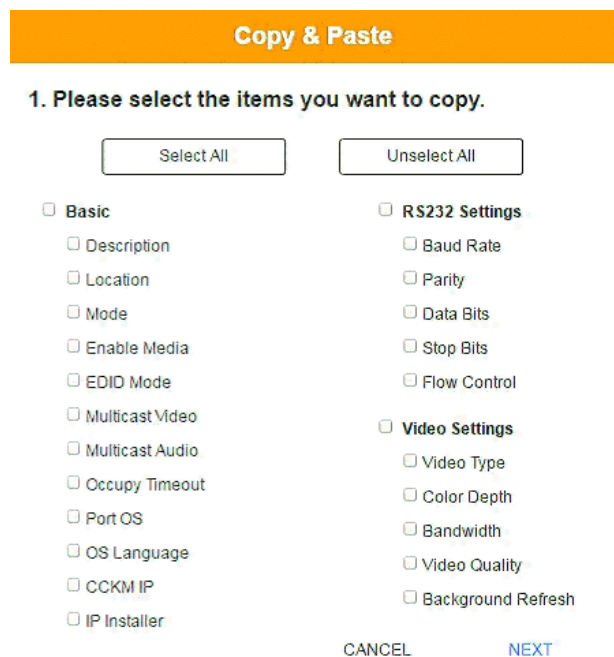 Copy & Paste
1. Please select the items you want to copy.
Select All
Unselect All
Basic
Description
Location
Mode
Enable Media
EDID Mode
Multicast Video
Multicast Audio
Occupy Timeout
Port OS
OS Language
CCKM IP
IP Installer
RS232 Settings
Baud Rate
Parity
Data Bits
Stop Bits
Flow Control
Video Settings
Video Type
Color Depth
Bandwidth
Video Quality
Background Refresh
CANCEL
NEXT